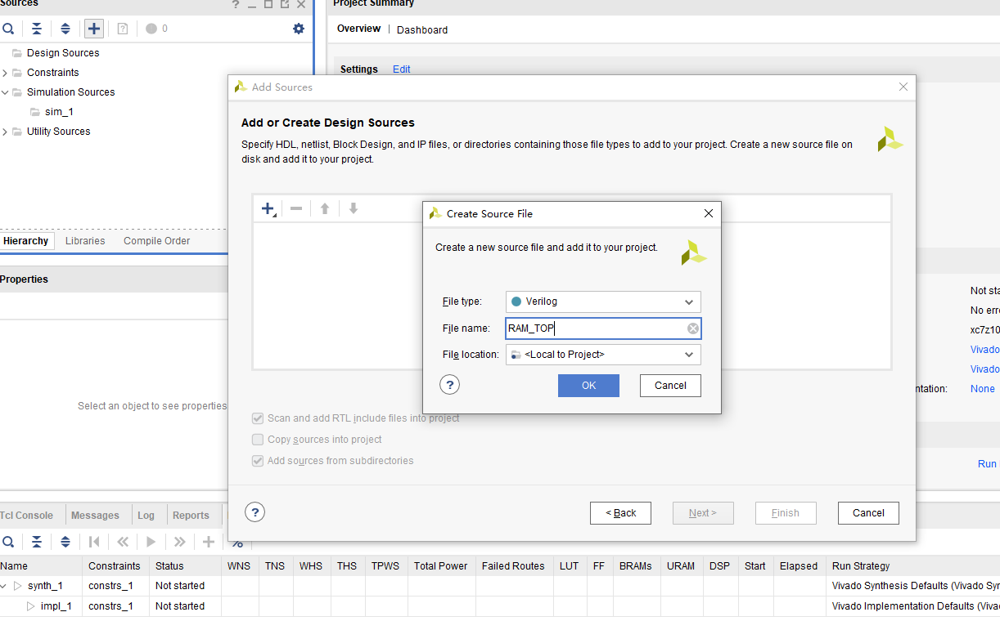 Sources
Project Summary
0
Overview | Dashboard
Design Sources
Constraints
Simulation Sources
sim_1
Utility Sources
Settings Edit
Hierarchy Libraries Compile Order
Properties
Select an object to see properties
Add Sources
Add or Create Design Sources
Specify HDL, netlist, Block Design, and IP files, or directories containing those file types to add to your project. Create a new source file on
disk and add it to your project.
Create Source File
Create a new source file and add it to your project.
File type: Verilog
File name: RAM_TOP
File location: <Local to Project>
? OK Cancel
Scan and add RTL include files into project
Copy sources into project
Add sources from subdirectories
? < Back Next > Finish Cancel
Not sta
No erro
xc7z10
Vivado
Vivado
ntation: None
Run
Tcl Console Messages Log Reports
%
Name Constraints Status WNS TNS WHS THS TPWS Total Power Failed Routes LUT FF BRAMs URAM DSP Start Elapsed Run Strategy
synth_1 constrs_1 Not started Vivado Synthesis Defaults (Vivado Syn
impl_1 constrs_1 Not started Vivado Implementation Defaults (Viva